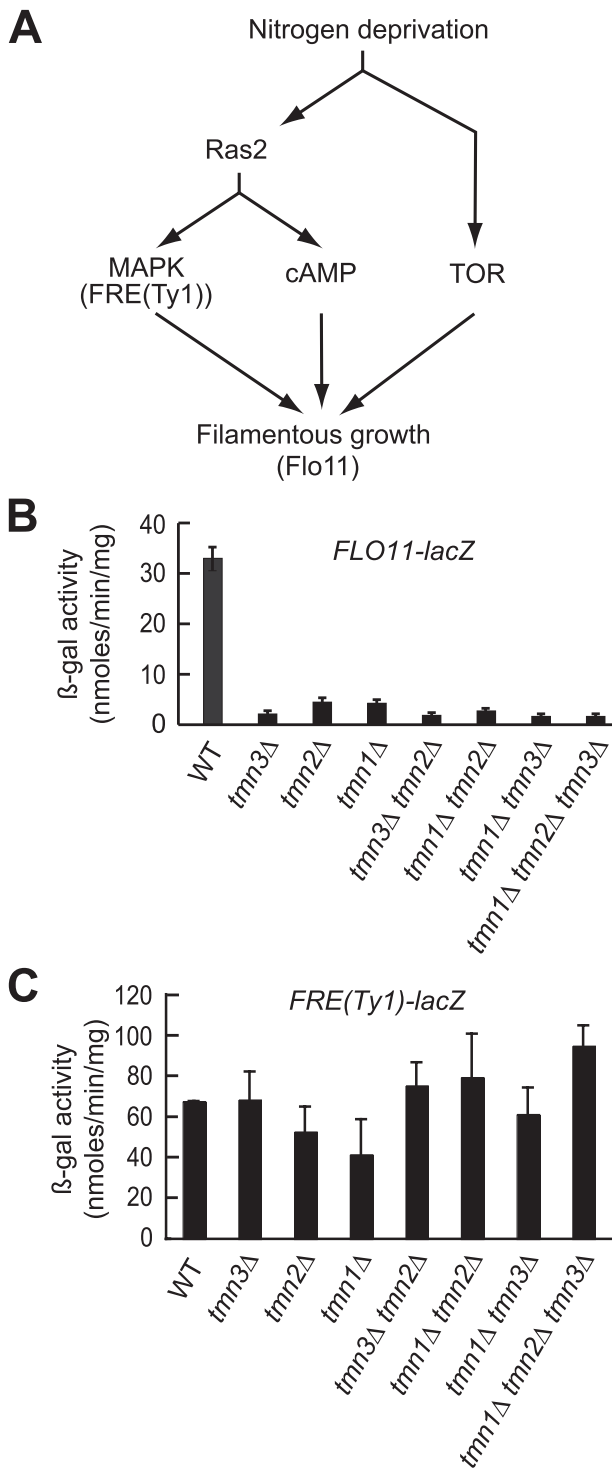 A
Nitrogen deprivation
Ras2
MAPK
(FRE(Ty1))
cAMP
TOR
Filamentous growth
(Flo11)
B
FLO11-lacZ
ß-gal activity
(nmoles/min/mg)
40
30
20
10
0
WT
tmn3Δ
tmn2Δ
tmn1Δ
tmn3Δ tmn2Δ
tmn1Δ tmn2Δ
tmn1Δ tmn3Δ
tmn1Δ tmn2Δ tmn3Δ
C
FRE(Ty1)-lacZ
ß-gal activity
(nmoles/min/mg)
120
100
80
60
40
20
0
WT
tmn3Δ
tmn2Δ
tmn1Δ
tmn3Δ tmn2Δ
tmn1Δ tmn2Δ
tmn1Δ tmn3Δ
tmn1Δ tmn2Δ tmn3Δ